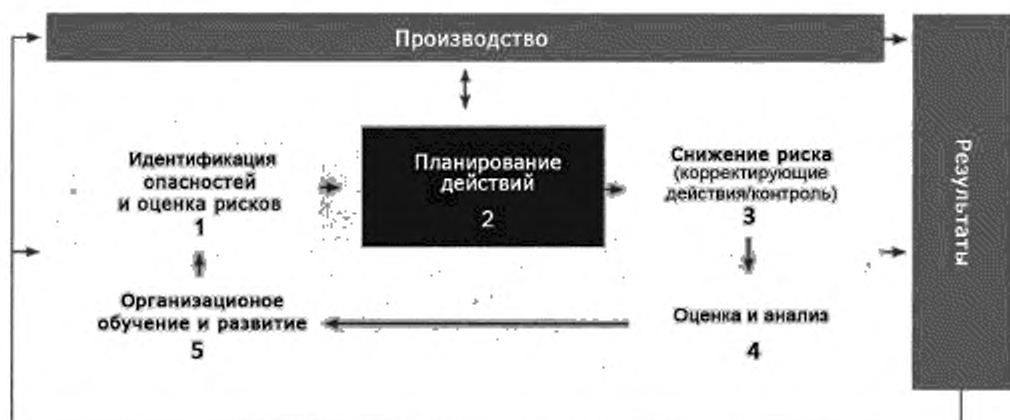 Производство
Идентификация
опасностей
и оценка рисков
1
Планирование
действий
2
Снижение риска
(корректирующие
действия/контроль)
3
Результаты
Организационое
обучение и развитие
5
Оценка и анализ
4